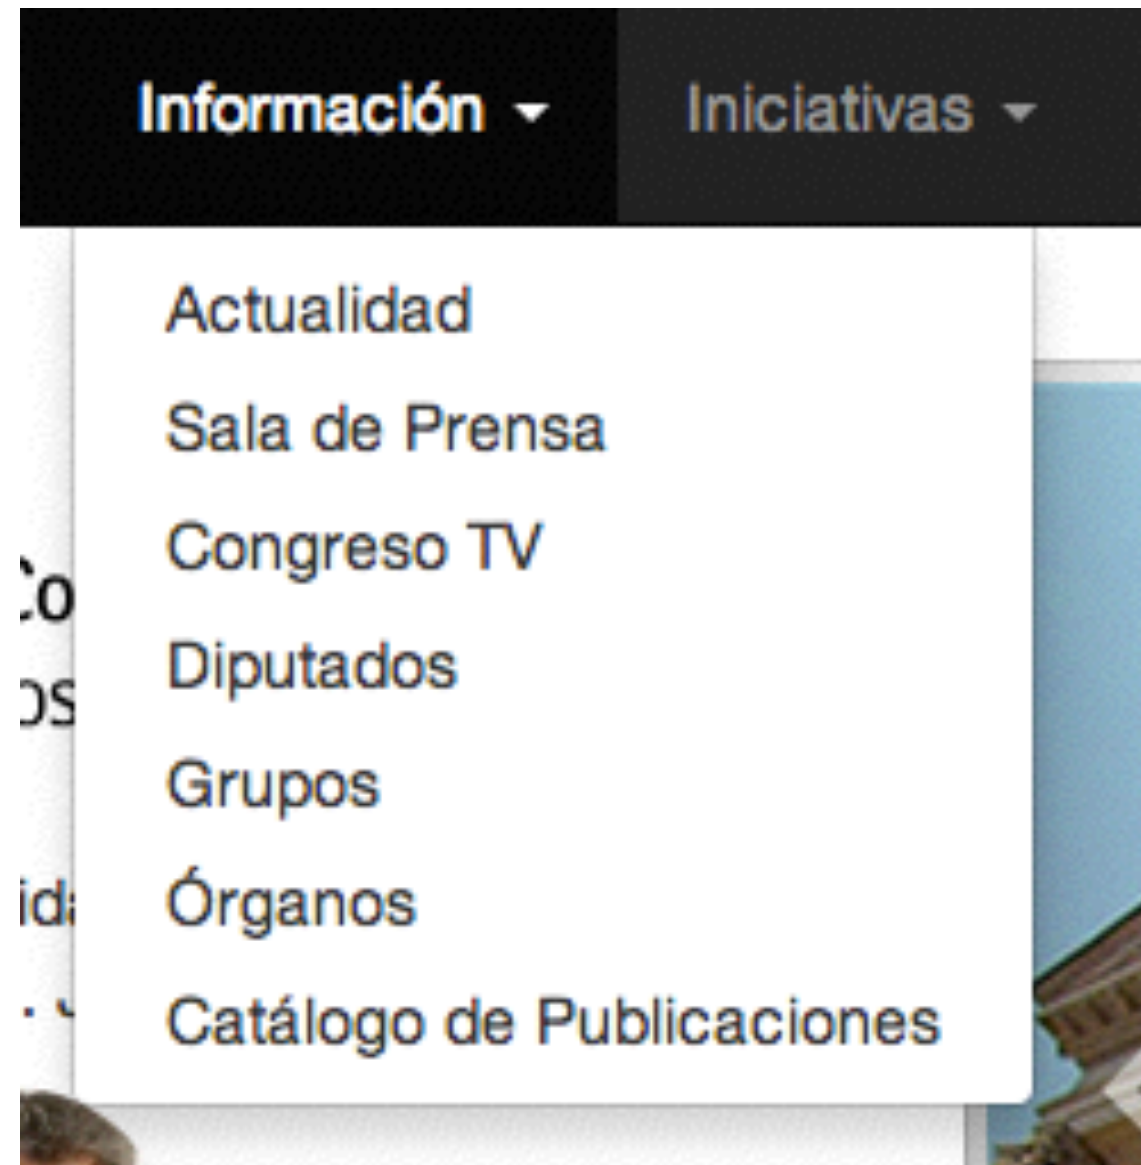 Información Iniciativas
Actualidad
Sala de Prensa
Congreso TV
Diputados
Grupos
Órganos
Catálogo de Publicaciones